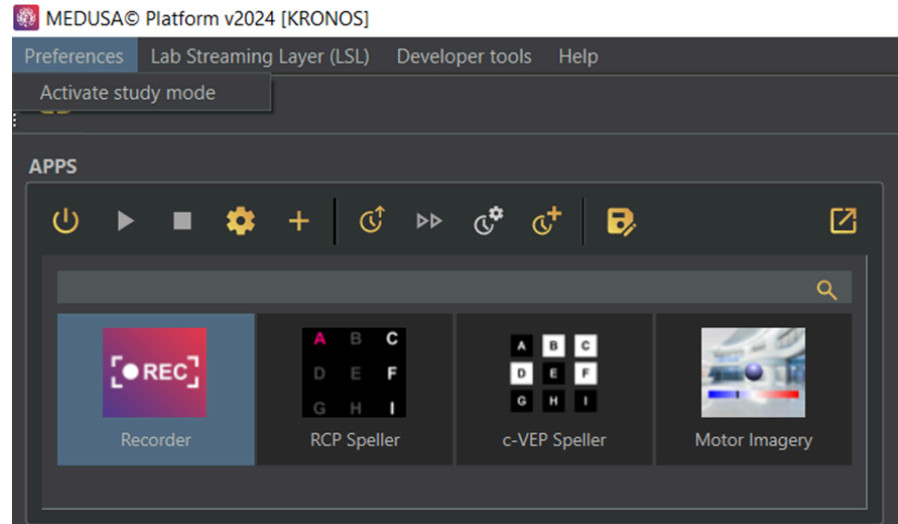 MEDUSA© Platform v2024 [KRONOS]
Preferences Lab Streaming Layer (LSL) Developer tools Help
Activate study mode
APPS
REC
A B C
D E F
G H I
A B C
D E F
G H I
Recorder RCP Speller c-VEP Speller Motor Imagery